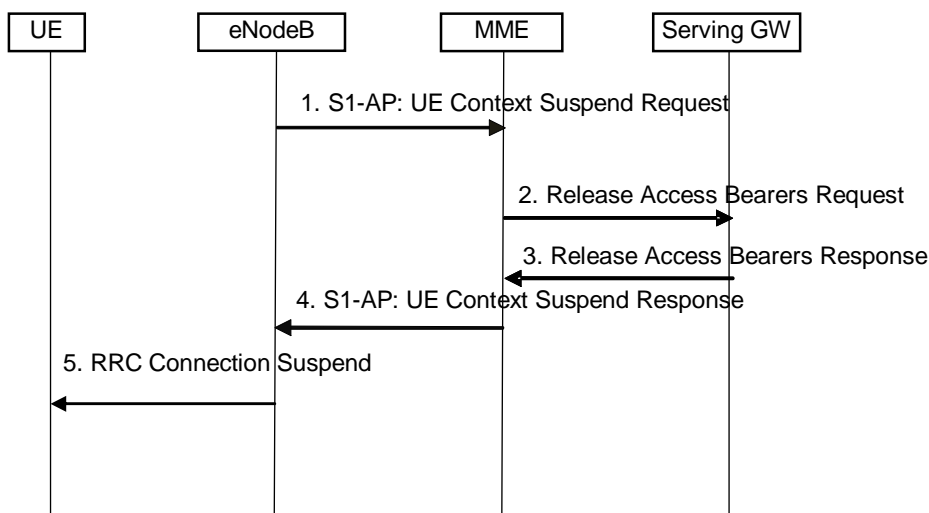 UE
eNodeB
MME
Serving GW
1. S1-AP: UE Context Suspend Request
2. Release Access Bearers Request
3. Release Access Bearers Response
4. S1-AP: UE Context Suspend Response
5. RRC Connection Suspend